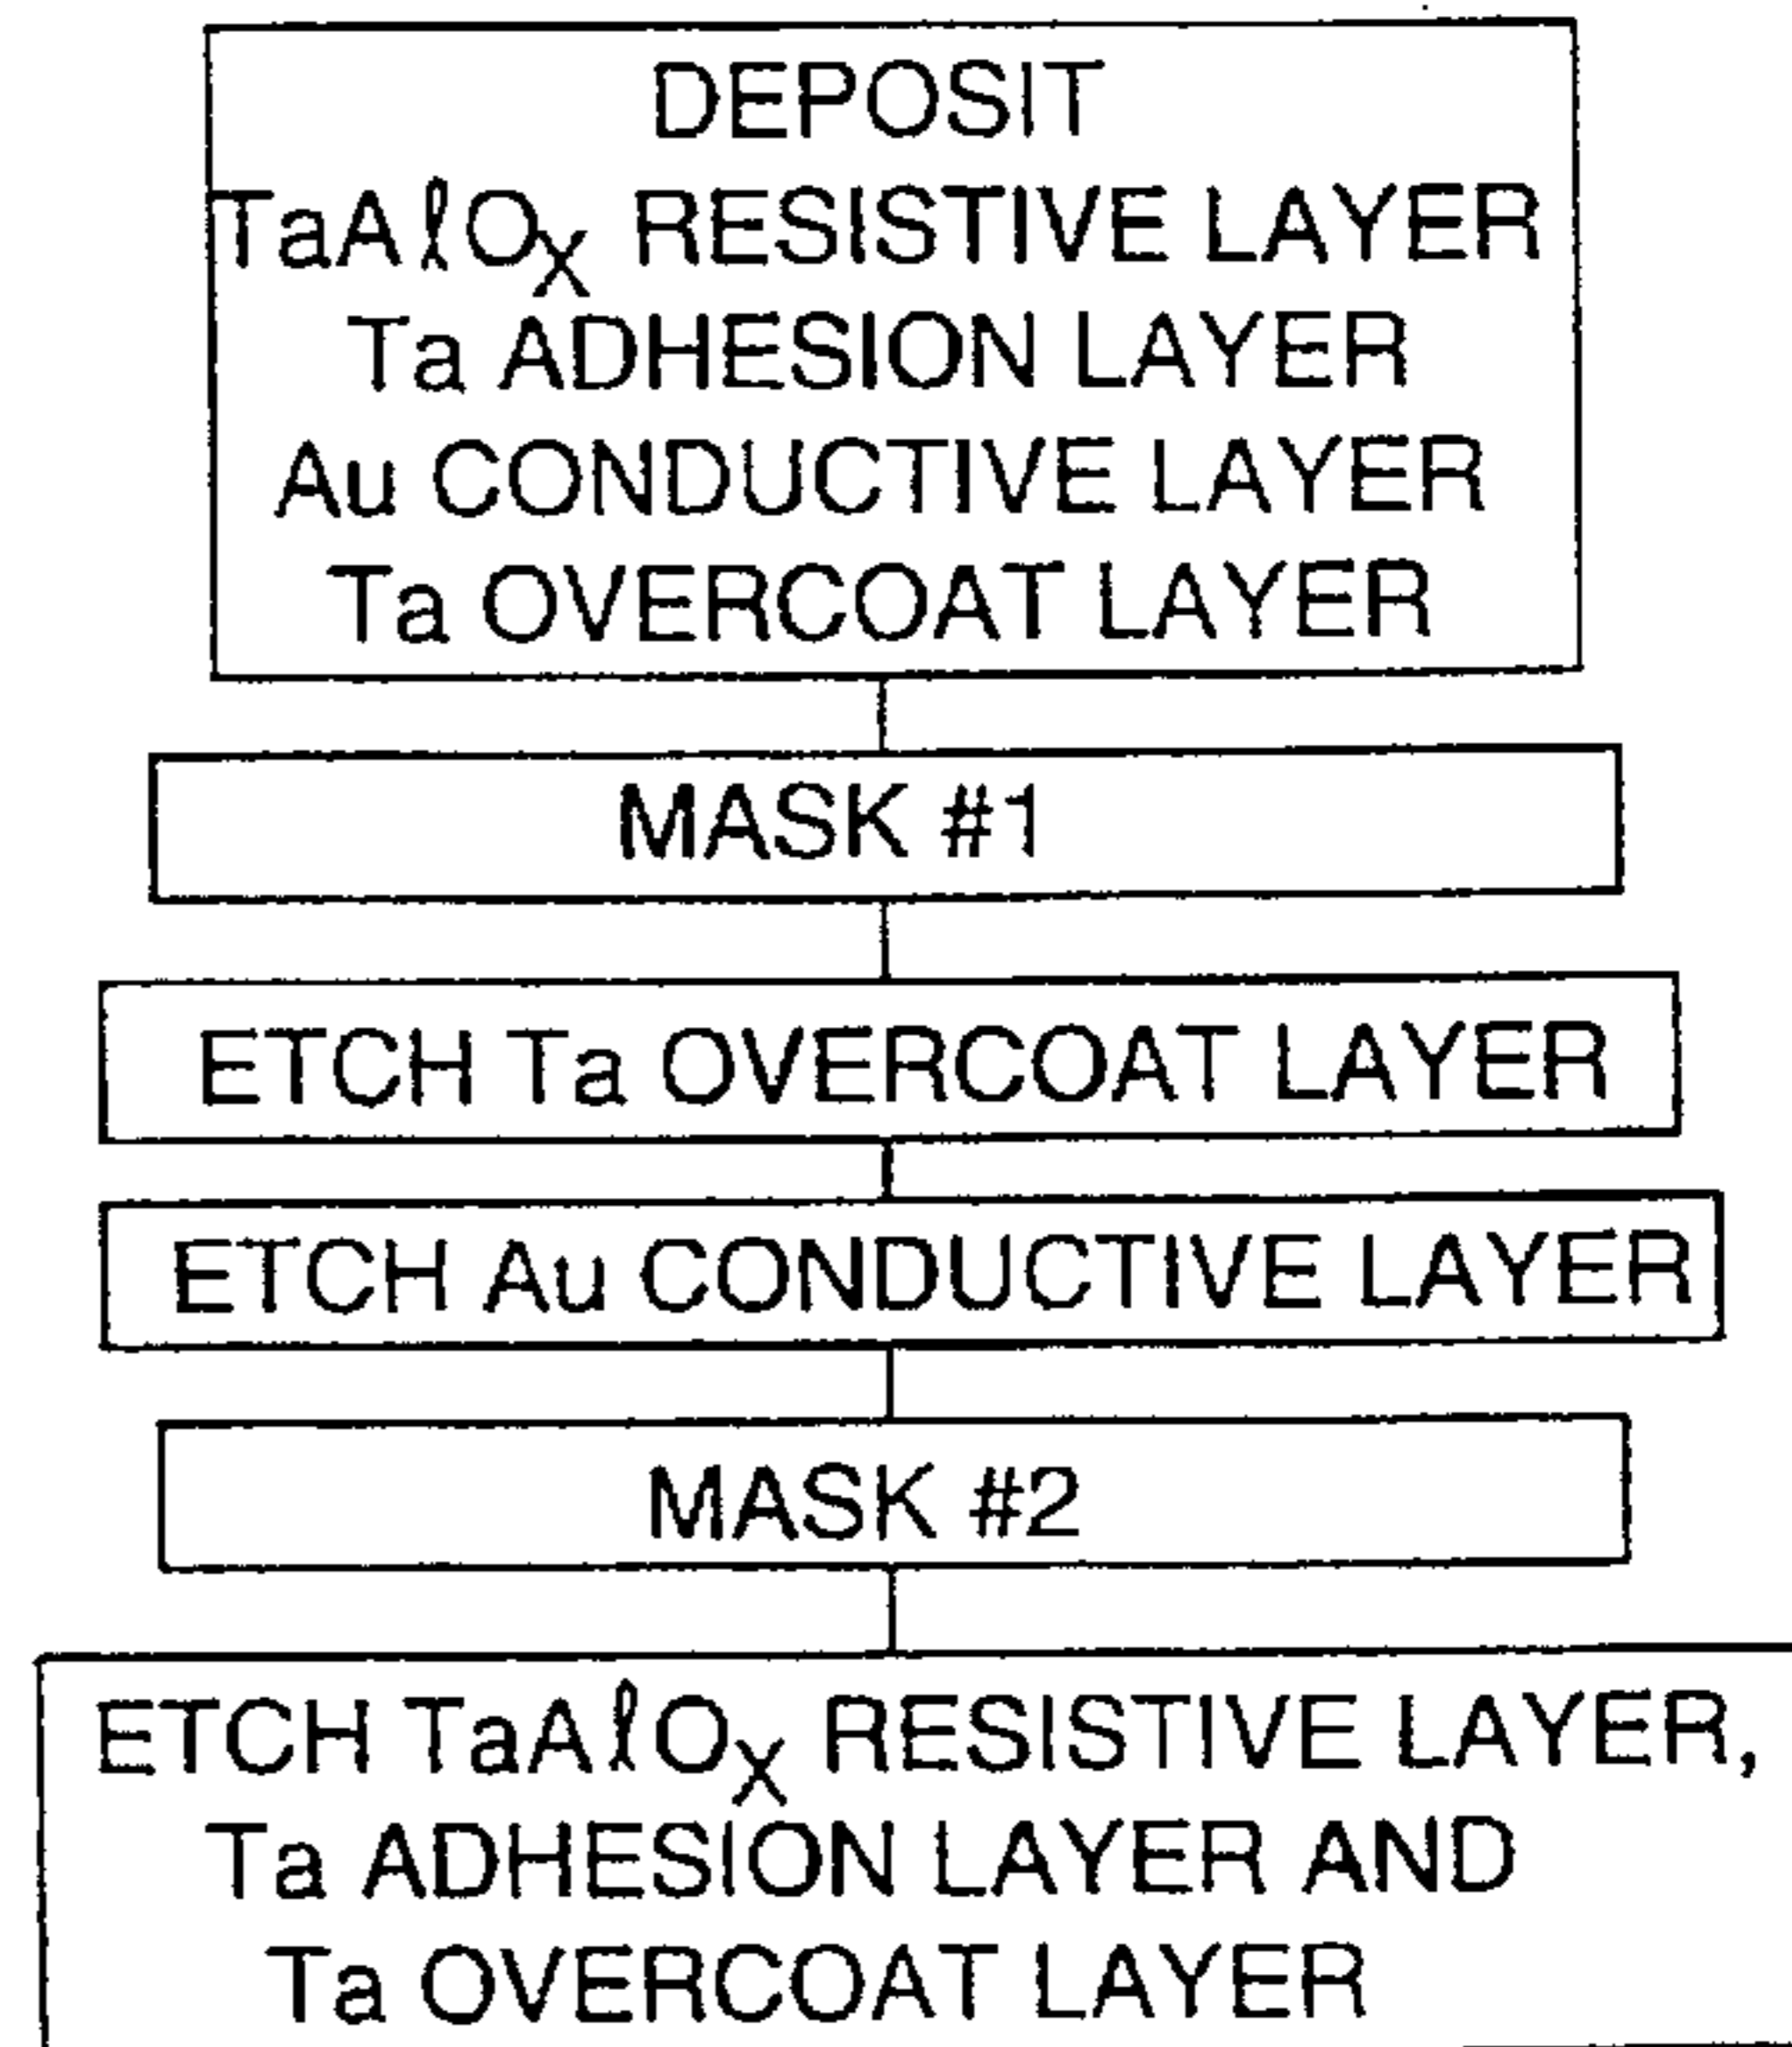 DEPOSIT
TaAℓOₓ RESISTIVE LAYER
Ta ADHESION LAYER
Au CONDUCTIVE LAYER
Ta OVERCOAT LAYER
MASK #1
ETCH Ta OVERCOAT LAYER
ETCH Au CONDUCTIVE LAYER
MASK #2
ETCH TaAℓOₓ RESISTIVE LAYER,
Ta ADHESION LAYER AND
Ta OVERCOAT LAYER